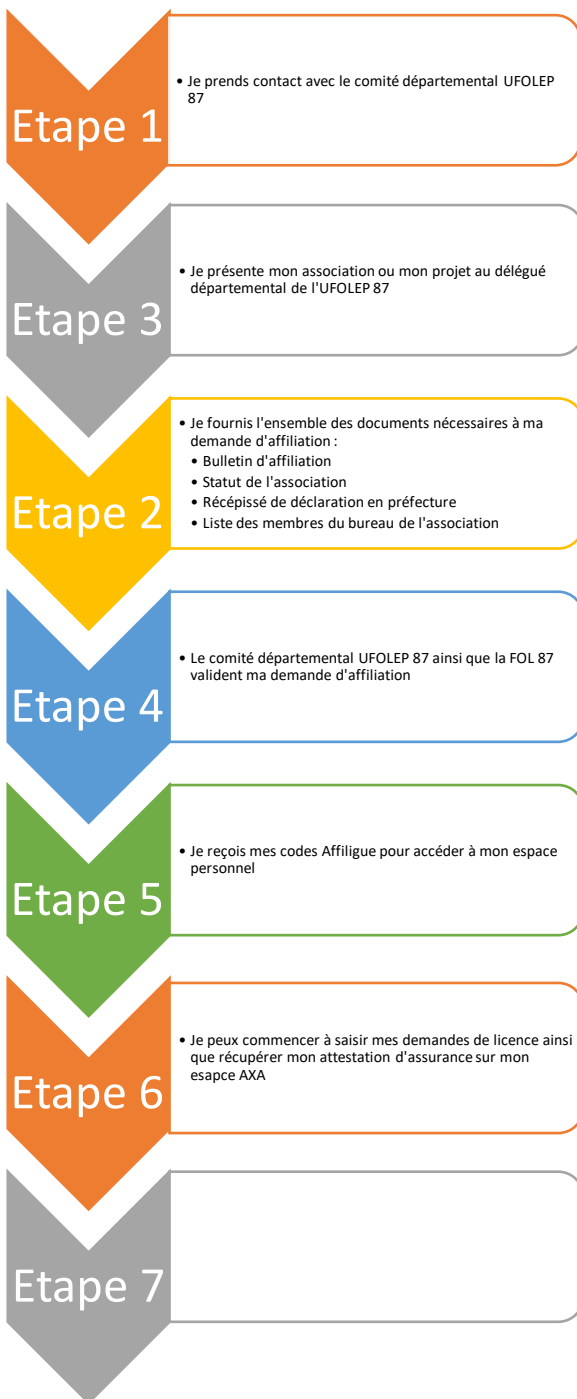 Etape 1
• Je prends contact avec le comité départemental UFOLEP
87
Etape 3
• Je présente mon association ou mon projet au délégué
départemental de l'UFOLEP 87
Etape 2
• Je fournis l'ensemble des documents nécessaires à ma
demande d'affiliation :
• Bulletin d'affiliation
• Statut de l'association
• Récépissé de déclaration en préfecture
• Liste des membres du bureau de l'association
Etape 4
• Le comité départemental UFOLEP 87 ainsi que la FOL 87
valident ma demande d'affiliation
Etape 5
• Je reçois mes codes Affiligue pour accéder à mon espace
personnel
Etape 6
• Je peux commencer à saisir mes demandes de licence ainsi
que récupérer mon attestation d'assurance sur mon
esapce AXA
Etape 7